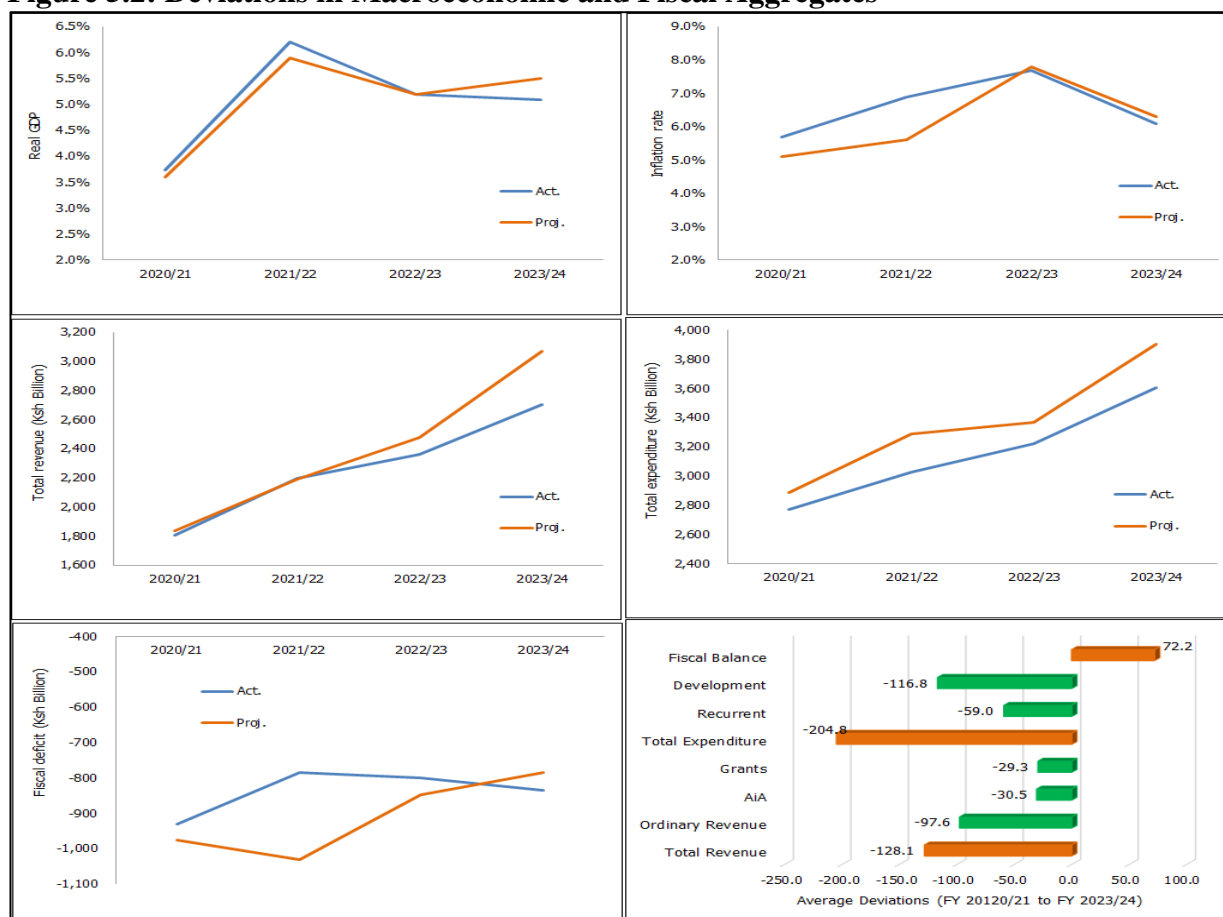 Figure 3.2: Deviations in Macroeconomic and Fiscal Aggregates
Real GDP
6.5%
6.0%
5.5%
5.0%
4.5%
4.0%
3.5%
3.0%
2.5%
2.0%
Act.
Proj.
2020/21 2021/22 2022/23 2023/24
Inflation rate
9.0%
8.0%
7.0%
6.0%
5.0%
4.0%
3.0%
2.0%
Act.
Proj.
2020/21 2021/22 2022/23 2023/24
Total revenue (Ksh Billion)
3,200
3,000
2,800
2,600
2,400
2,200
2,000
1,800
1,600
Act.
Proj.
2020/21 2021/22 2022/23 2023/24
Total expenditure (Ksh Billion)
4,000
3,800
3,600
3,400
3,200
3,000
2,800
2,600
2,400
Act.
Proj.
2020/21 2021/22 2022/23 2023/24
Fiscal deficit (Ksh Billion)
-400
-500
-600
-700
-800
-900
-1,000
-1,100
2020/21 2021/22 2022/23 2023/24
Act.
Proj.
Fiscal Balance 72.2
Development -116.8
Recurrent -59.0
Total Expenditure -204.8
Grants -29.3
AiA -30.5
Ordinary Revenue -97.6
Total Revenue -128.1
-250.0 -200.0 -150.0 -100.0 -50.0 0.0 50.0 100.0
Average Deviations (FY 20120/21 to FY 2023/24)